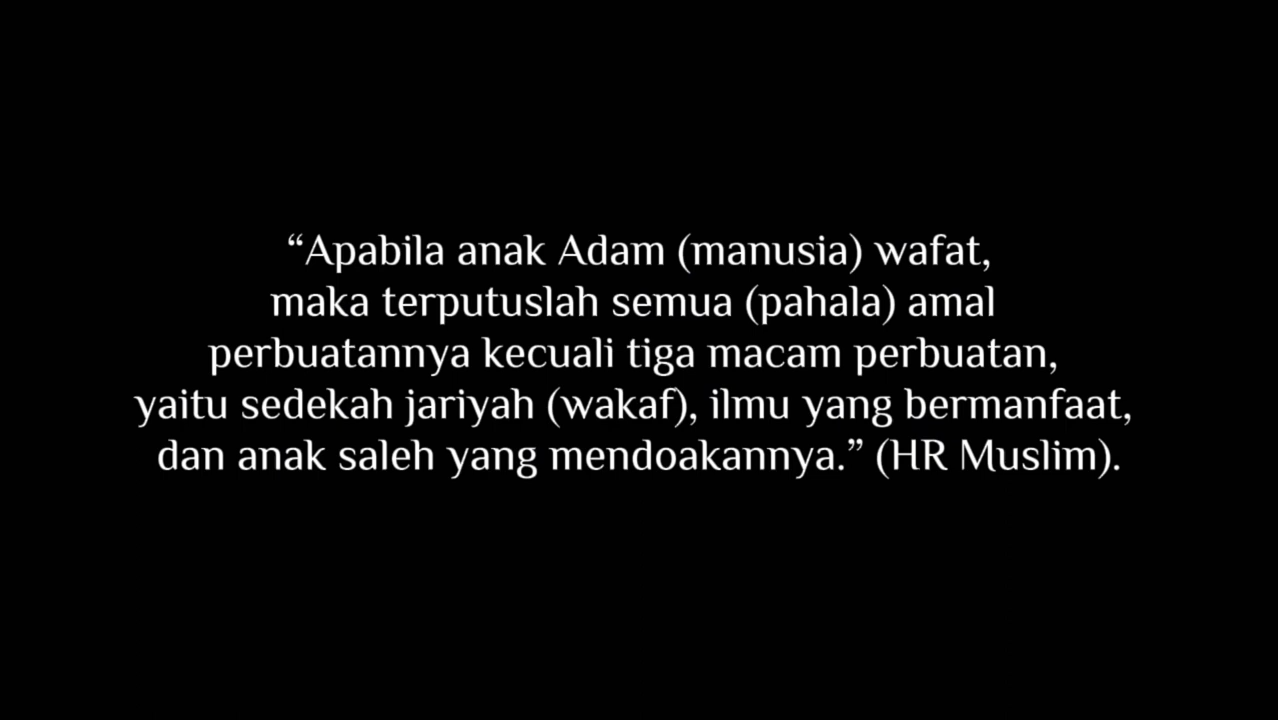 “Apabila anak Adam (manusia) wafat,
maka terputuslah semua (pahala) amal
perbuatannya kecuali tiga macam perbuatan,
yaitu sedekah jariyah (wakaf), ilmu yang bermanfaat,
dan anak saleh yang mendoakannya.” (HR Muslim).